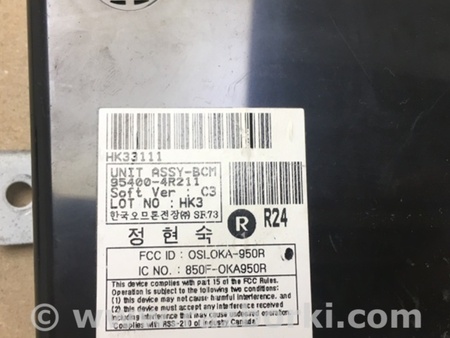 HK33111
UNIT ASSY-BCM
95400-4R211
Soft Ver : C3
LOT NO : HK3
한국오므론전장㈜ SF.73
R R24
정 현 숙
FCC ID : OSLOKA-950R
IC NO. : 850F-OKA950R
This device complies with part 15 of the FCC Rules.
Operation is subject to the following two conditions:
(1) this device may not cause harmful interference, and
(2) this device must accept any interference received,
including interference that may cause undesired operation.
Complies with RSS-210 of Industry Canada.